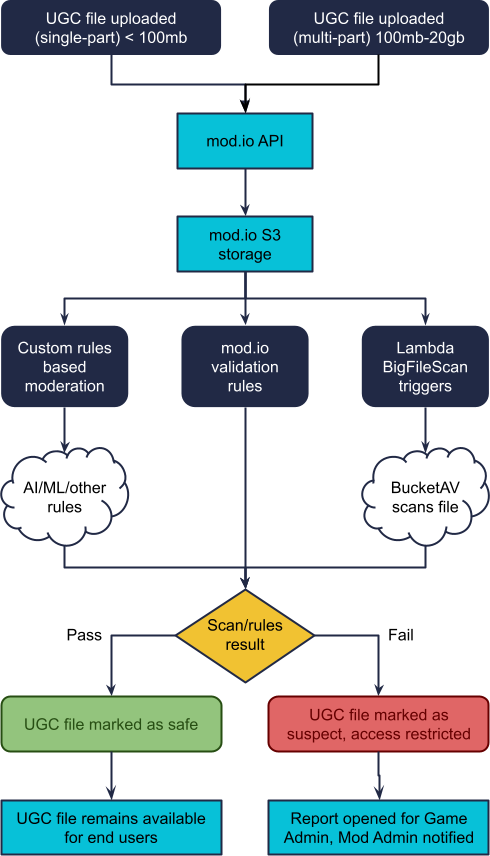 UGC file uploaded
(single-part) < 100mb
UGC file uploaded
(multi-part) 100mb-20gb
mod.io API
mod.io S3
storage
Custom rules
based
moderation
mod.io
validation
rules
Lambda
BigFileScan
triggers
AI/ML/other
rules
BucketAV
scans file
Scan/rules
result
Pass
Fail
UGC file marked as safe
UGC file marked as
suspect, access restricted
UGC file remains available
for end users
Report opened for Game
Admin, Mod Admin notified